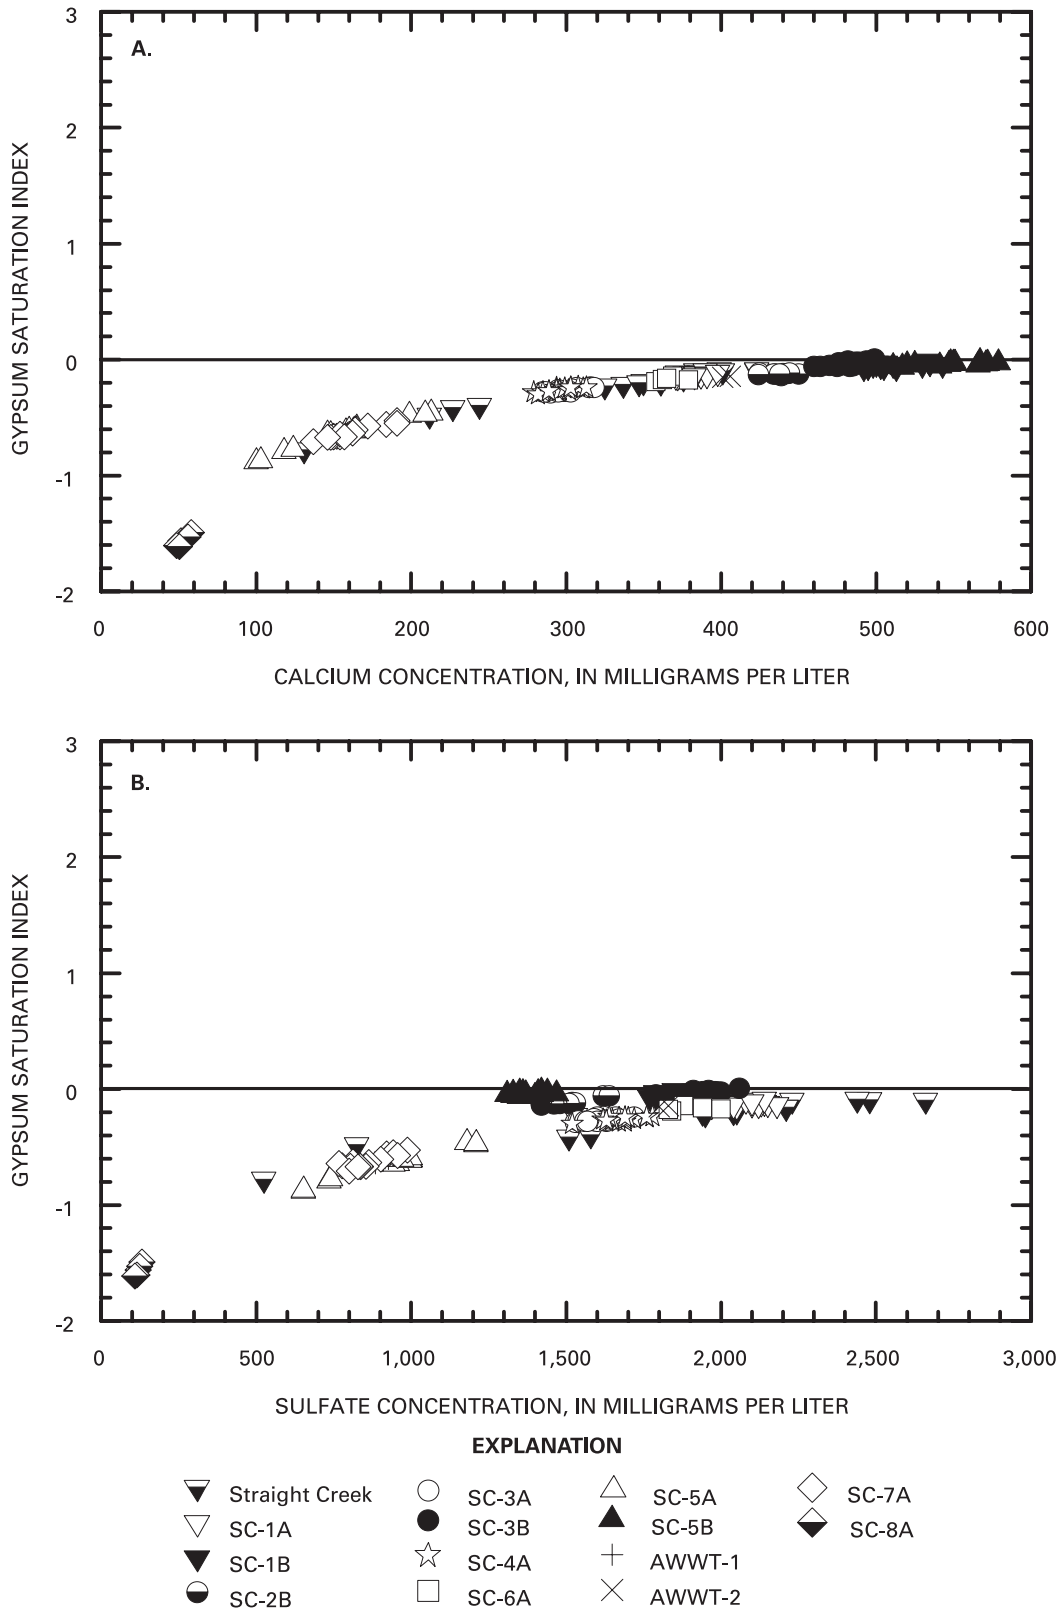 A.
3
2
1
0
-1
-2
GYPSUM SATURATION INDEX
0 100 200 300 400 500 600
CALCIUM CONCENTRATION, IN MILLIGRAMS PER LITER
B.
3
2
1
0
-1
-2
GYPSUM SATURATION INDEX
0 500 1,000 1,500 2,000 2,500 3,000
SULFATE CONCENTRATION, IN MILLIGRAMS PER LITER
EXPLANATION
Straight Creek
SC-1A
SC-1B
SC-2B
SC-3A
SC-3B
SC-4A
SC-6A
SC-5A
SC-5B
AWWT-1
AWWT-2
SC-7A
SC-8A